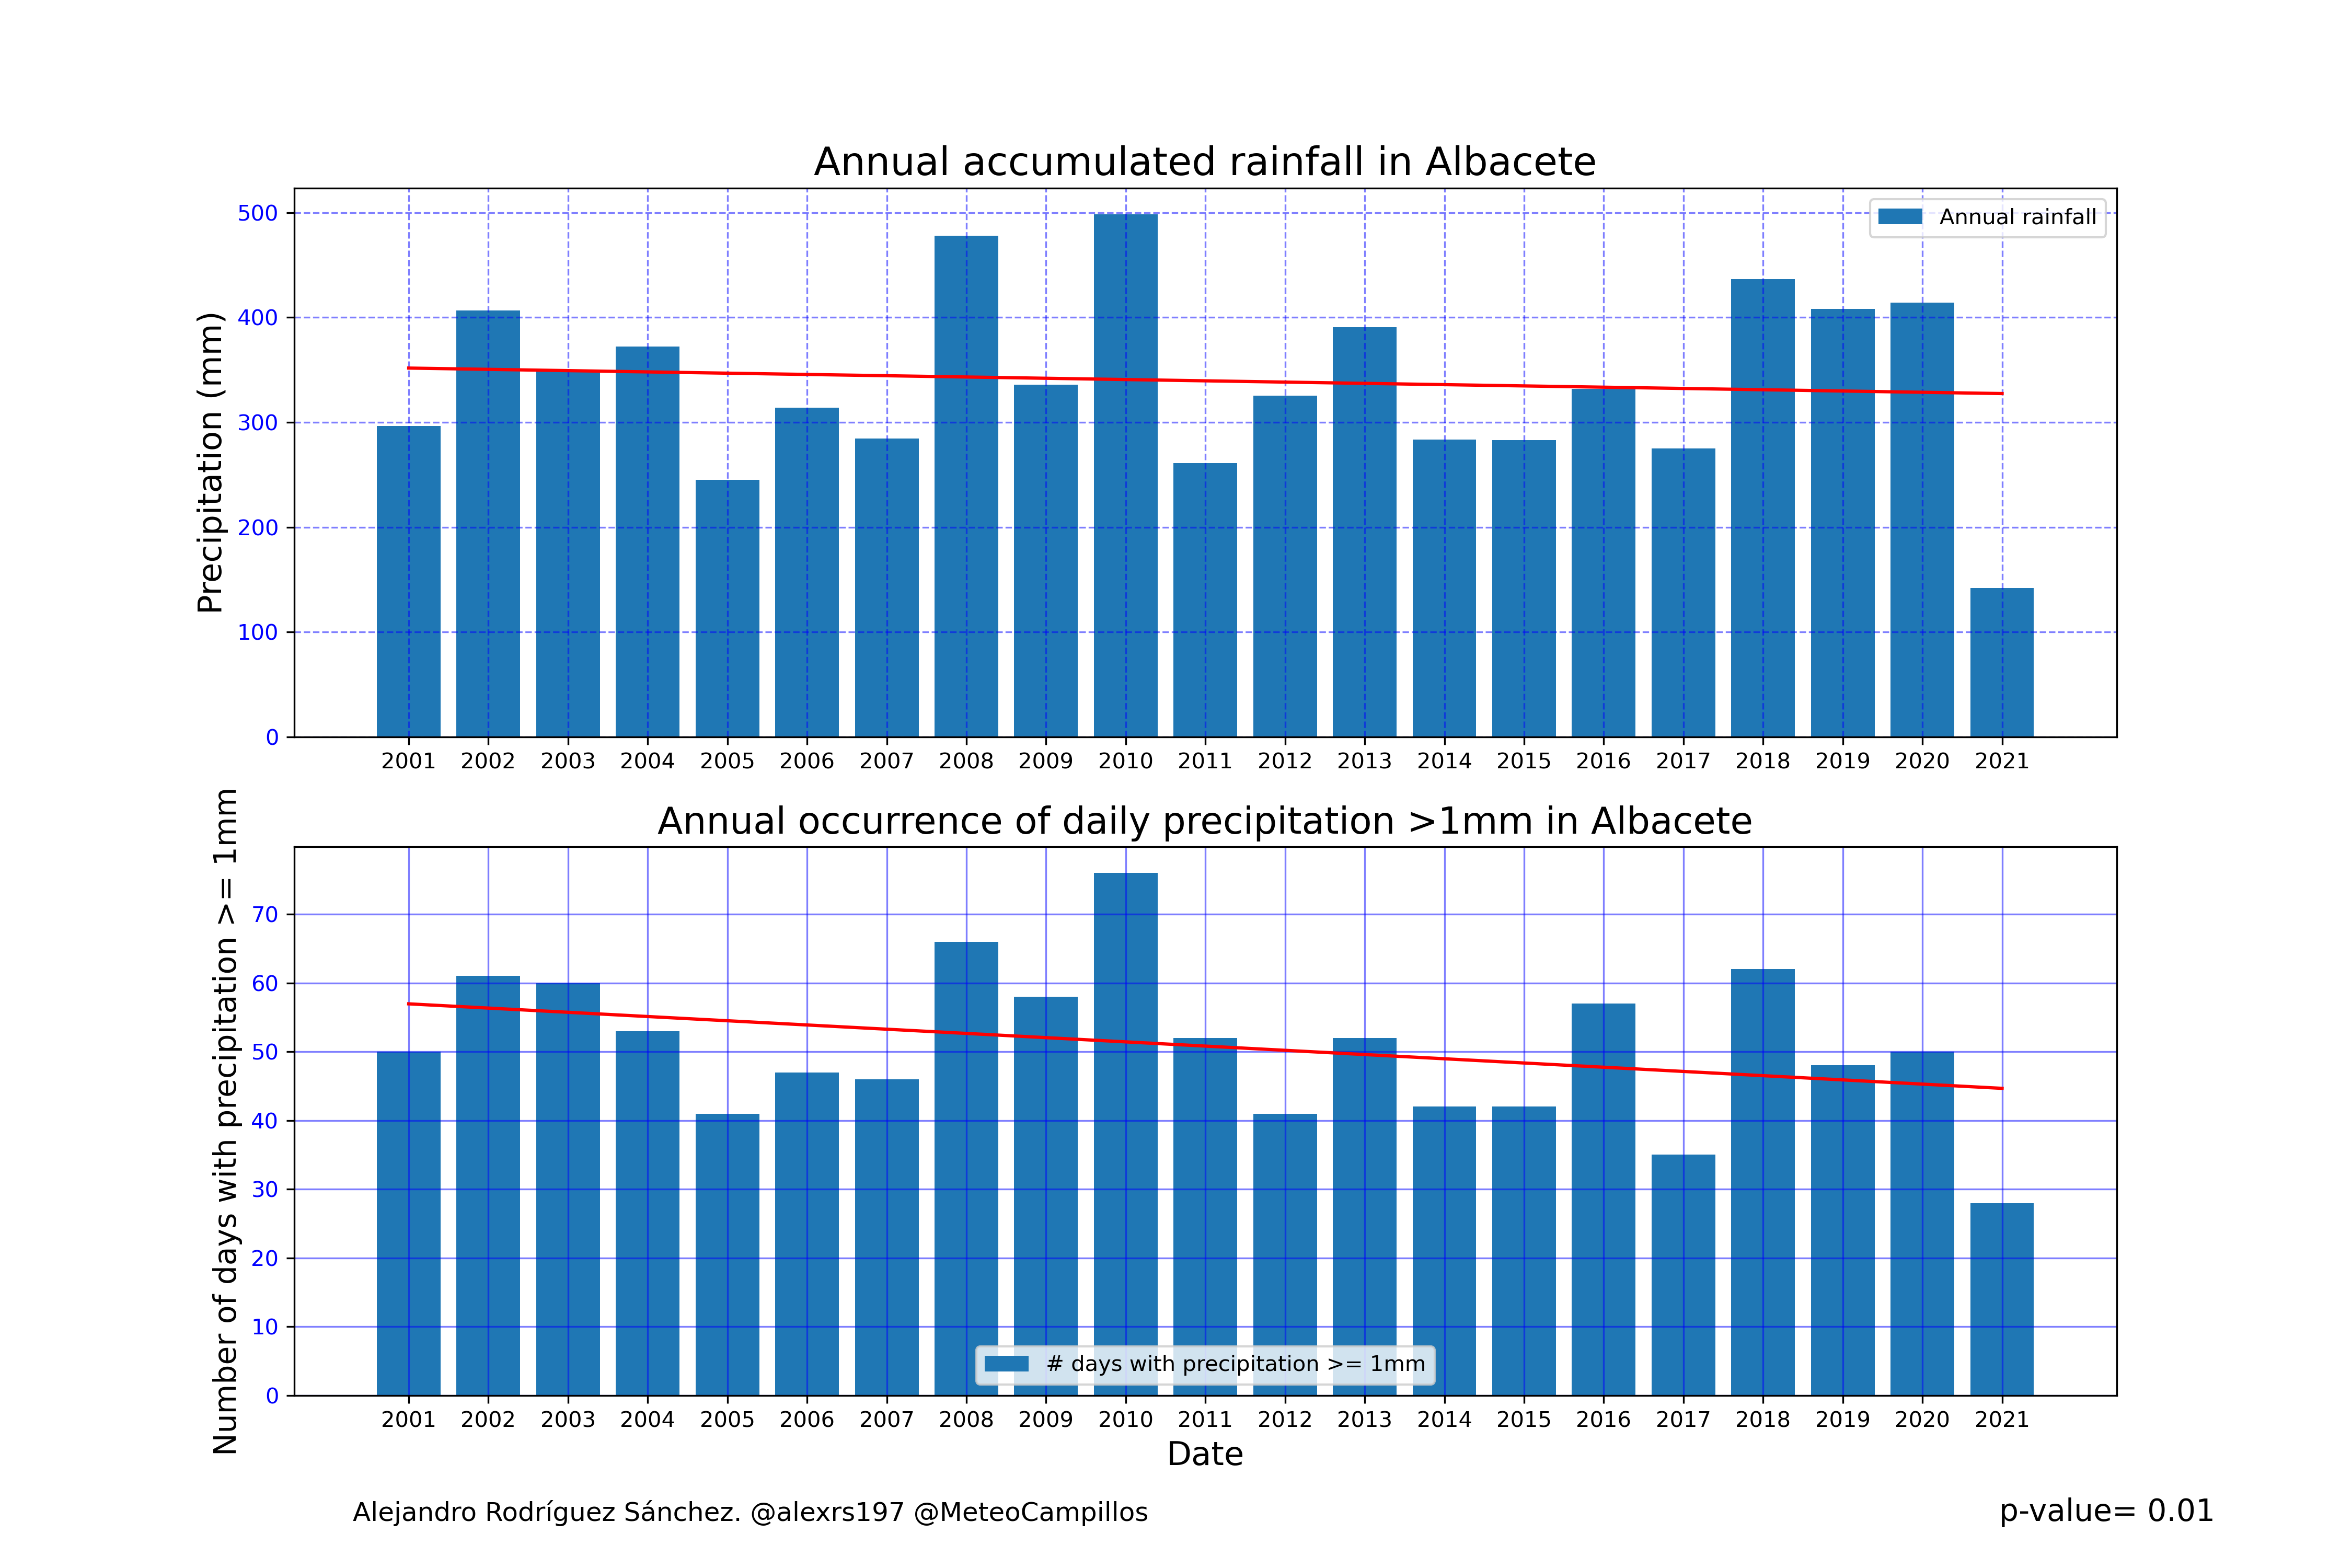 Annual accumulated rainfall in Albacete
Precipitation (mm)
500
400
300
200
100
0
Annual rainfall
2001 2002 2003 2004 2005 2006 2007 2008 2009 2010 2011 2012 2013 2014 2015 2016 2017 2018 2019 2020 2021
Annual occurrence of daily precipitation >1mm in Albacete
Number of days with precipitation >= 1mm
70
60
50
40
30
20
10
0
# days with precipitation >= 1mm
2001 2002 2003 2004 2005 2006 2007 2008 2009 2010 2011 2012 2013 2014 2015 2016 2017 2018 2019 2020 2021
Date
Alejandro Rodríguez Sánchez. @alexrs197 @MeteoCampillos
p-value= 0.01